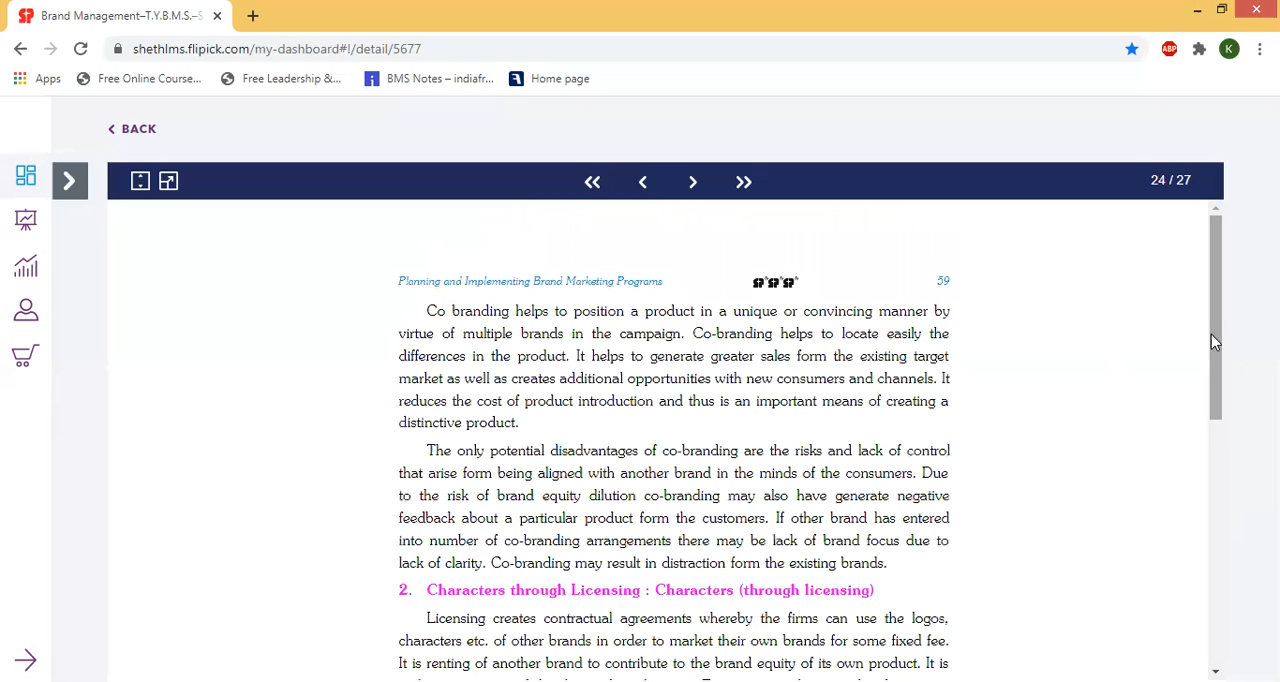 Brand Management–T.Y.B.M.S.–S
shethlms.flipick.com/my-dashboard#!/detail/5677
ABP
K
Apps
Free Online Course...
Free Leadership &...
BMS Notes – indiafr...
Home page
BACK
24 / 27
Planning and Implementing Brand Marketing Programs
59
Co branding helps to position a product in a unique or convincing manner by
virtue of multiple brands in the campaign. Co-branding helps to locate easily the
differences in the product. It helps to generate greater sales form the existing target
market as well as creates additional opportunities with new consumers and channels. It
reduces the cost of product introduction and thus is an important means of creating a
distinctive product.
The only potential disadvantages of co-branding are the risks and lack of control
that arise form being aligned with another brand in the minds of the consumers. Due
to the risk of brand equity dilution co-branding may also have generate negative
feedback about a particular product form the customers. If other brand has entered
into number of co-branding arrangements there may be lack of brand focus due to
lack of clarity. Co-branding may result in distraction form the existing brands.
2. Characters through Licensing : Characters (through licensing)
Licensing creates contractual agreements whereby the firms can use the logos,
characters etc. of other brands in order to market their own brands for some fixed fee.
It is renting of another brand to contribute to the brand equity of its own product. It is